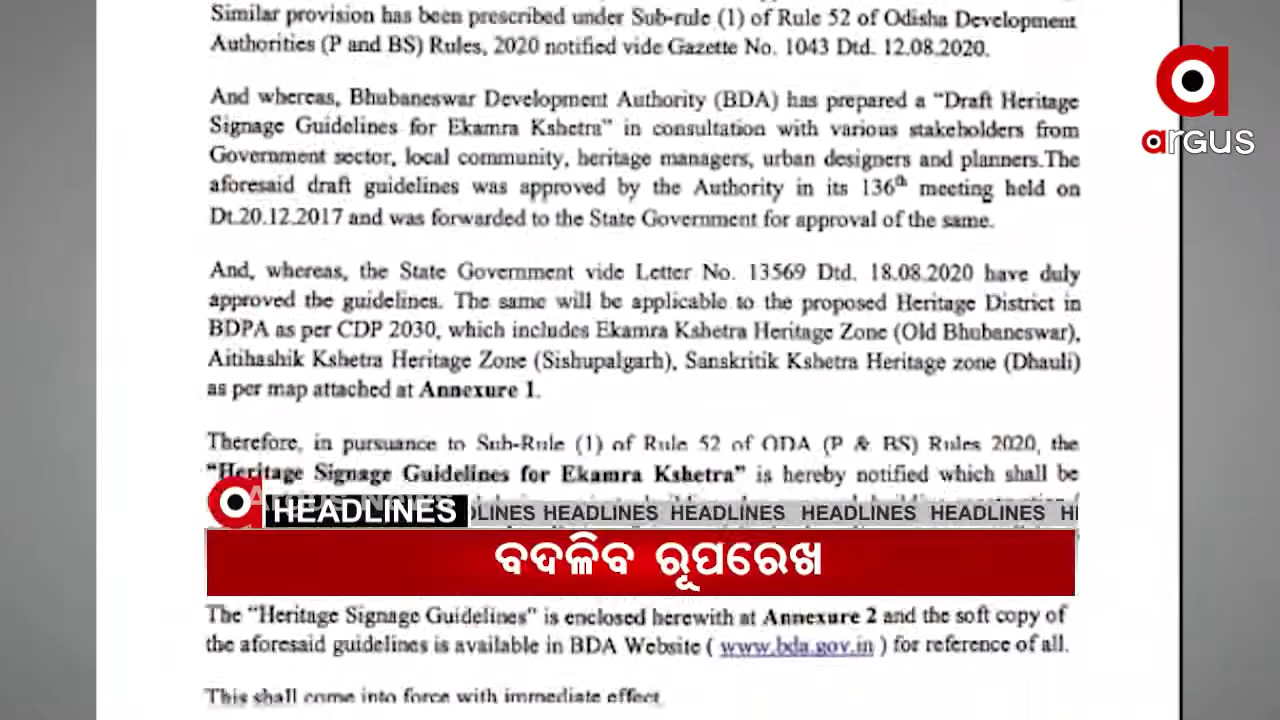 Similar provision has been prescribed under Sub-rule (1) of Rule 52 of Odisha Development
Authorities (P and BS) Rules, 2020 notified vide Gazette No. 1043 Dtd. 12.08.2020.
And whereas, Bhubaneswar Development Authority (BDA) has prepared a "Draft Heritage
Signage Guidelines for Ekamra Kshetra" in consultation with various stakeholders from
Government sector, local community, heritage managers, urban designers and planners.The
aforesaid draft guidelines was approved by the Authority in its 136th meeting held on
Dt.20.12.2017 and was forwarded to the State Government for approval of the same.
And, whereas, the State Government vide Letter No. 13569 Dtd. 18.08.2020 have duly
approved the guidelines. The same will be applicable to the proposed Heritage District in
BDPA as per CDP 2030, which includes Ekamra Kshetra Heritage Zone (Old Bhubaneswar),
Aitihashik Kshetra Heritage Zone (Sishupalgarh), Sanskritik Kshetra Heritage zone (Dhauli)
as per map attached at Annexure 1.
Therefore, in pursuance to Sub-Rule (1) of Rule 52 of ODA (P & BS) Rules 2020, the
"Heritage Signage Guidelines for Ekamra Kshetra" is hereby notified which shall be
HEADLINES DLINES HEADLINES HEADLINES HEADLINES HEADLINES HE
ବଦଳିବ ରୂପରେଖ
The "Heritage Signage Guidelines" is enclosed herewith at Annexure 2 and the soft copy of
the aforesaid guidelines is available in BDA Website ( www.bda.gov.in ) for reference of all.
This shall come into force with immediate effect.
argus